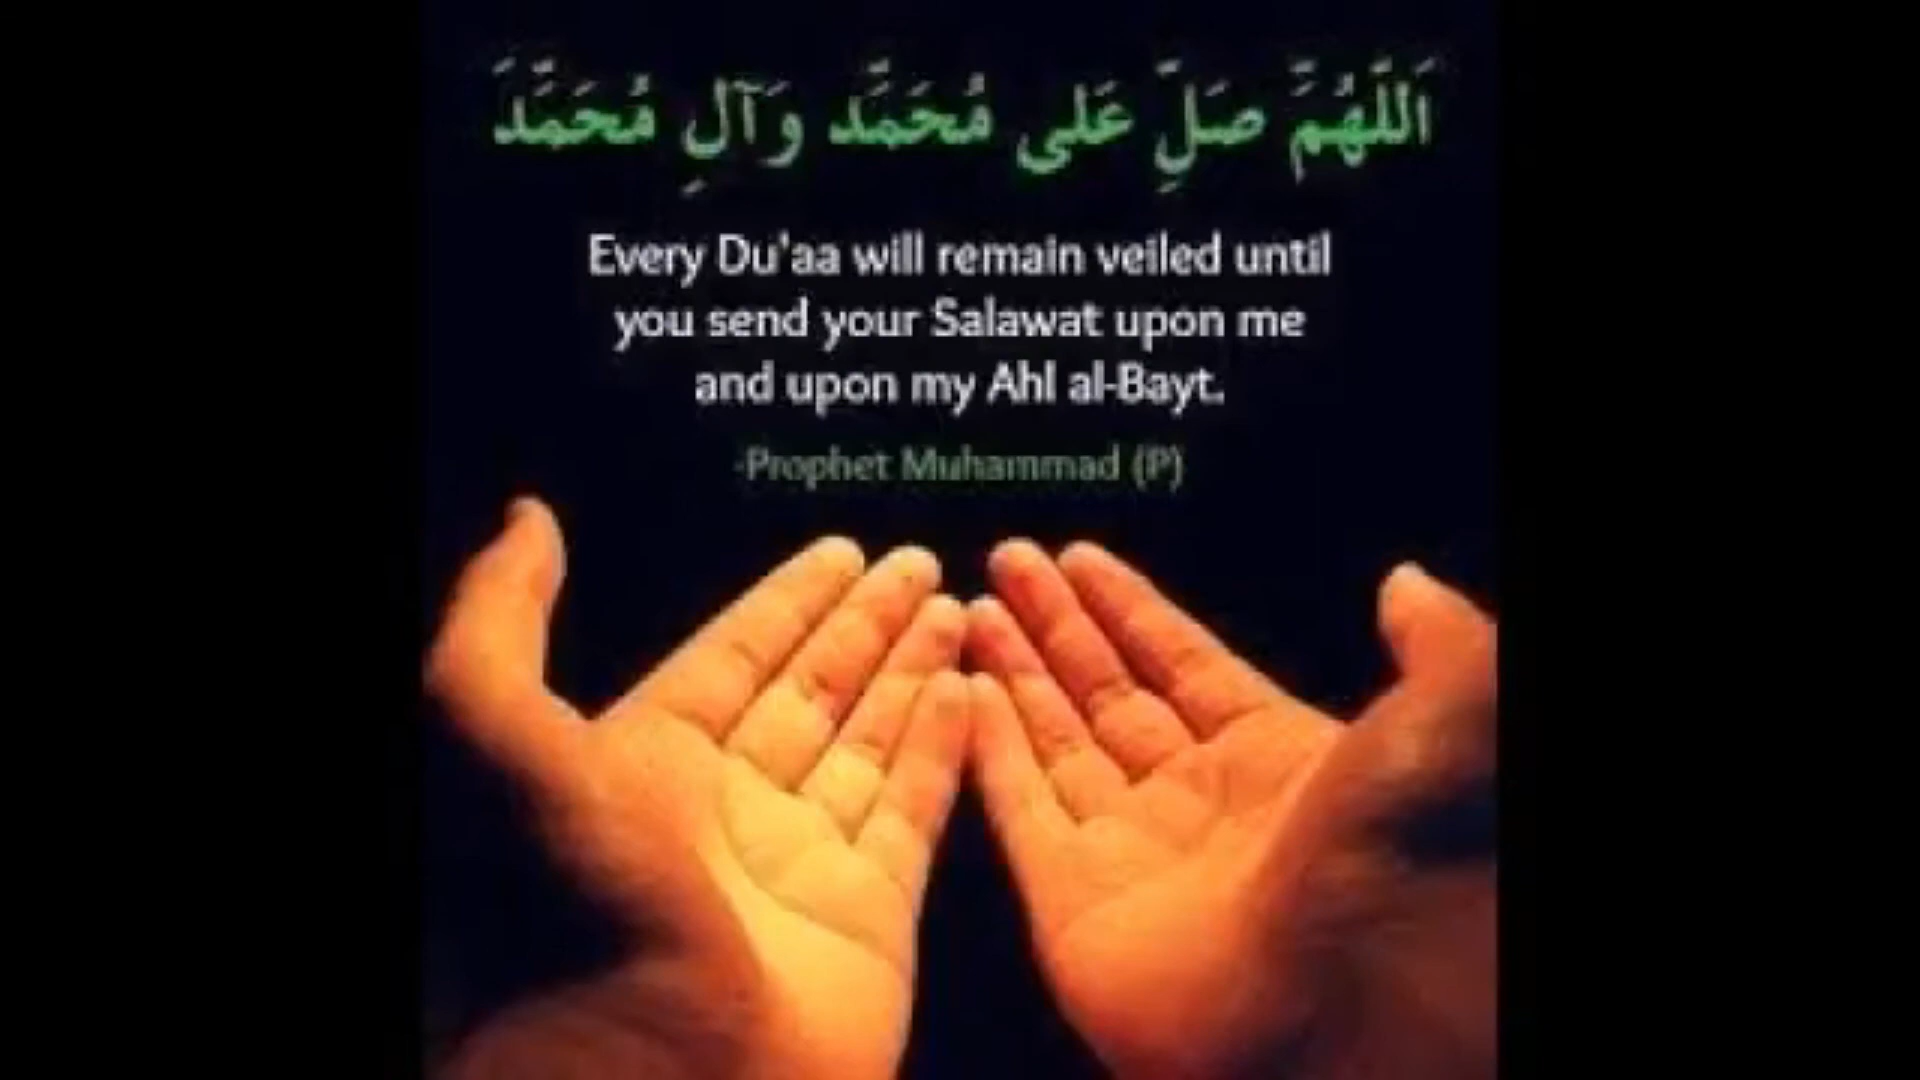 اَللّٰهُمَّ صَلِّ عَلى مُحَمَّد وَآلِ مُحَمَّدَ
Every Du'aa will remain veiled until
you send your Salawat upon me
and upon my Ahl al-Bayt.
-Prophet Muhammad (P)